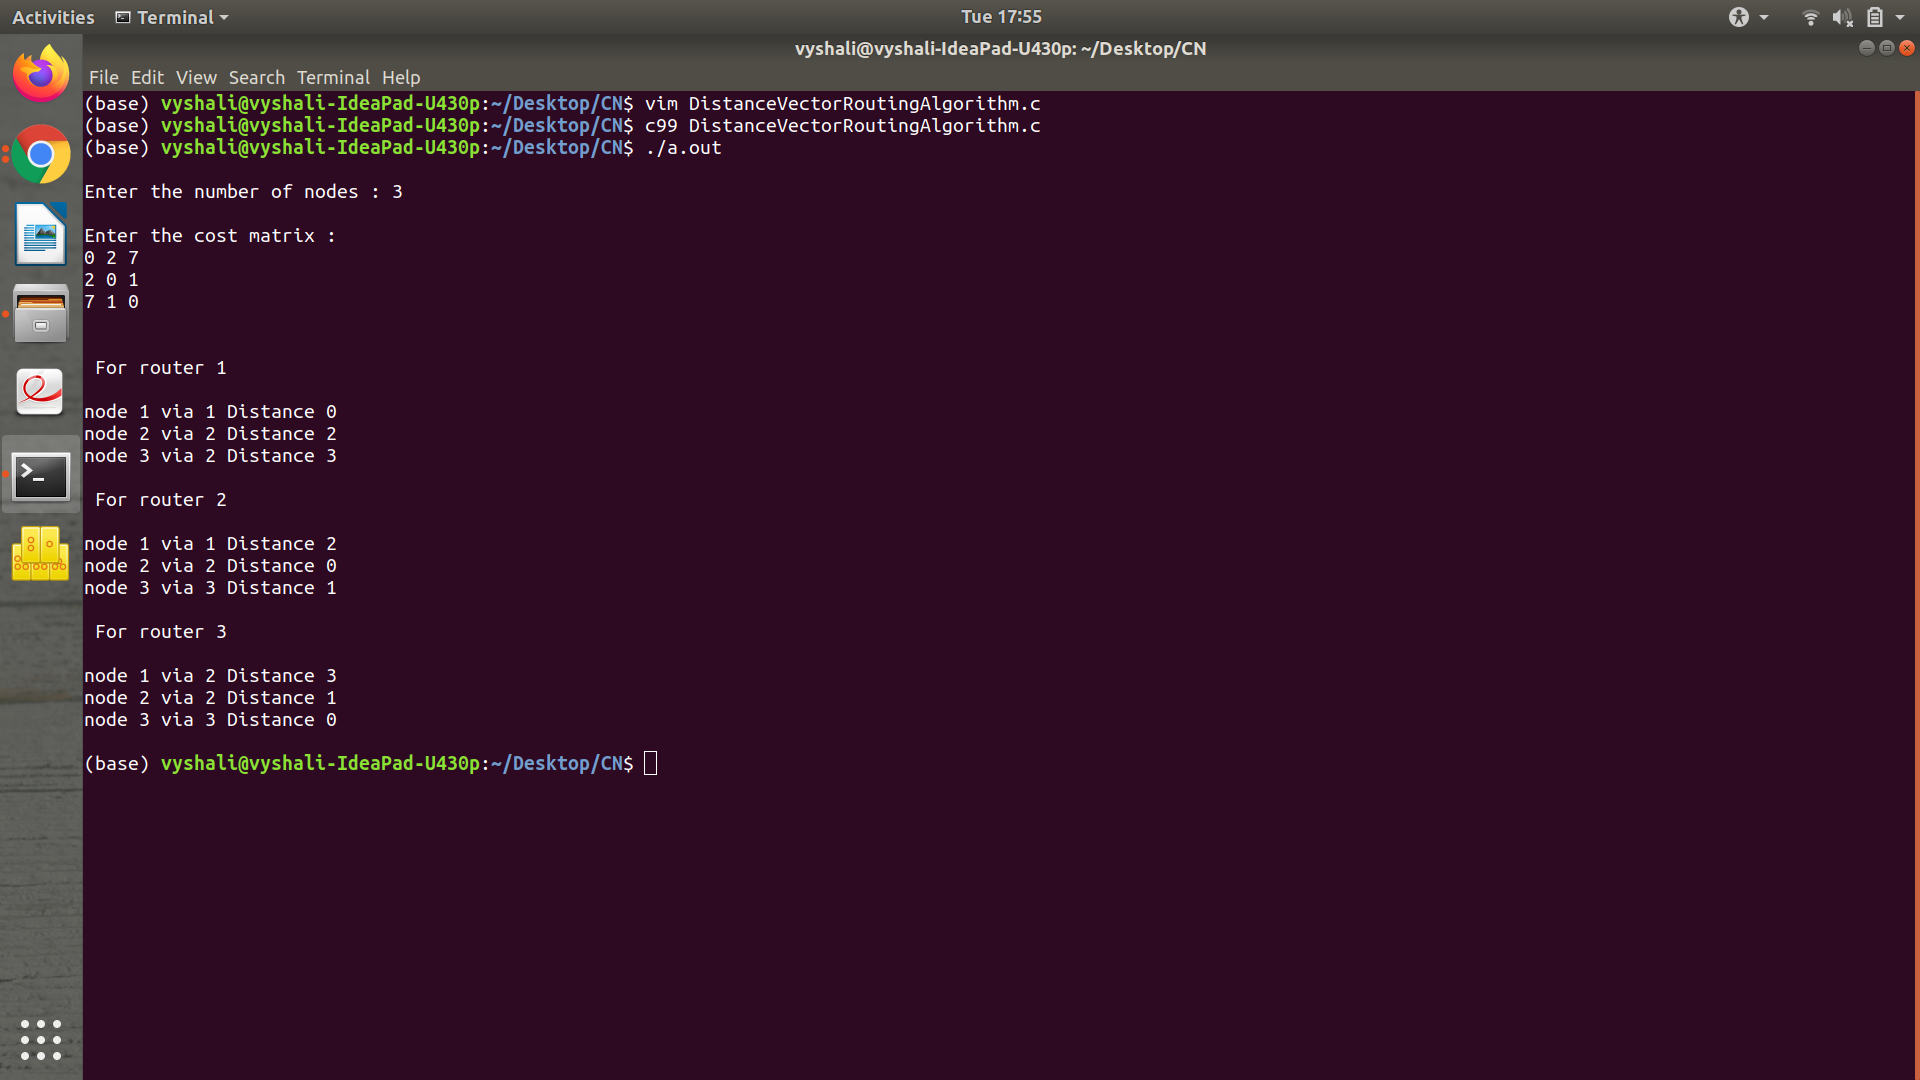 Activities Terminal Tue 17:55
vyshali@vyshali-IdeaPad-U430p: ~/Desktop/CN
File Edit View Search Terminal Help
(base) vyshali@vyshali-IdeaPad-U430p:~/Desktop/CN$ vim DistanceVectorRoutingAlgorithm.c
(base) vyshali@vyshali-IdeaPad-U430p:~/Desktop/CN$ c99 DistanceVectorRoutingAlgorithm.c
(base) vyshali@vyshali-IdeaPad-U430p:~/Desktop/CN$ ./a.out
Enter the number of nodes : 3
Enter the cost matrix :
0 2 7
2 0 1
7 1 0
For router 1
node 1 via 1 Distance 0
node 2 via 2 Distance 2
node 3 via 2 Distance 3
For router 2
node 1 via 1 Distance 2
node 2 via 2 Distance 0
node 3 via 3 Distance 1
For router 3
node 1 via 2 Distance 3
node 2 via 2 Distance 1
node 3 via 3 Distance 0
(base) vyshali@vyshali-IdeaPad-U430p:~/Desktop/CN$